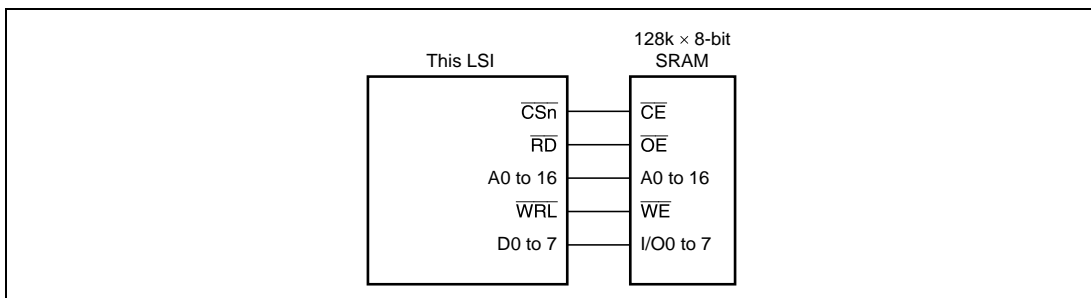 128k × 8-bit
This LSI SRAM
CSn CE
RD OE
A0 to 16 A0 to 16
WRL WE
D0 to 7 I/O0 to 7